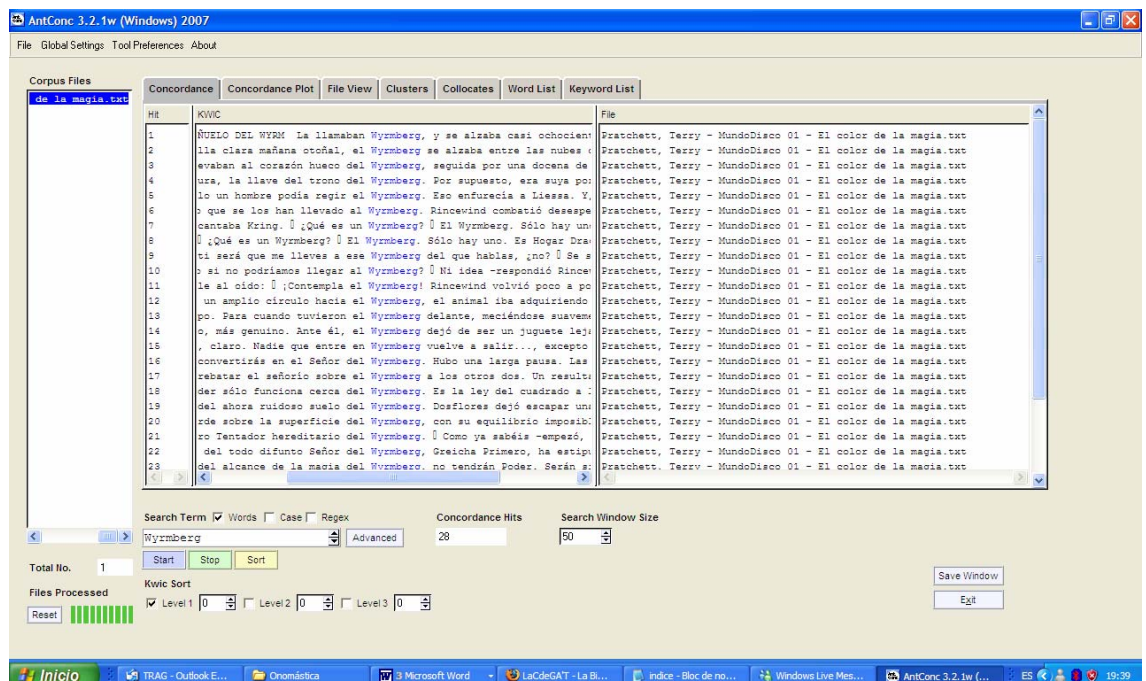 AntConc 3.2.1w (Windows) 2007
File Global Settings Tool Preferences About
Corpus Files
de la magia.txt
Concordance Concordance Plot File View Clusters Collocates Word List Keyword List
Hit KWIC File
1 ÑUELO DEL WYRM La llamaban Wyrmberg, y se alzaba casi ochocient Pratchett, Terry - MundoDisco 01 - El color de la magia.txt
2 lla clara mañana otoñal, el Wyrmberg se alzaba entre las nubes Pratchett, Terry - MundoDisco 01 - El color de la magia.txt
3 evaban al corazón hueco del Wyrmberg, seguida por una docena de Pratchett, Terry - MundoDisco 01 - El color de la magia.txt
4 ura, la llave del trono del Wyrmberg. Por supuesto, era suya po Pratchett, Terry - MundoDisco 01 - El color de la magia.txt
5 lo un hombre podía regir el Wyrmberg. Eso enfurecía a Liessa. Y, Pratchett, Terry - MundoDisco 01 - El color de la magia.txt
6 o que se los han llevado al Wyrmberg. Rincewind combatió desespe Pratchett, Terry - MundoDisco 01 - El color de la magia.txt
7 cantaba Kring. ▯ ¿Qué es un Wyrmberg? ▯ El Wyrmberg. Sólo hay un Pratchett, Terry - MundoDisco 01 - El color de la magia.txt
8 ▯ ¿Qué es un Wyrmberg? ▯ El Wyrmberg. Sólo hay uno. Es Hogar Dra Pratchett, Terry - MundoDisco 01 - El color de la magia.txt
9 ti será que me lleves a ese Wyrmberg del que hablas, ¿no? ▯ Se s Pratchett, Terry - MundoDisco 01 - El color de la magia.txt
10 o si no podríamos llegar al Wyrmberg? ▯ Ni idea -respondió Rince Pratchett, Terry - MundoDisco 01 - El color de la magia.txt
11 le al oído: ▯ ¡Contempla el Wyrmberg! Rincewind volvió poco a po Pratchett, Terry - MundoDisco 01 - El color de la magia.txt
12 un amplio círculo hacia el Wyrmberg, el animal iba adquiriendo Pratchett, Terry - MundoDisco 01 - El color de la magia.txt
13 po. Para cuando tuvieron el Wyrmberg delante, meciéndose suaveme Pratchett, Terry - MundoDisco 01 - El color de la magia.txt
14 o, más genuino. Ante él, el Wyrmberg dejó de ser un juguete lej Pratchett, Terry - MundoDisco 01 - El color de la magia.txt
15 , claro. Nadie que entre en Wyrmberg vuelve a salir..., excepto Pratchett, Terry - MundoDisco 01 - El color de la magia.txt
16 convertirás en el Señor del Wyrmberg. Hubo una larga pausa. Las Pratchett, Terry - MundoDisco 01 - El color de la magia.txt
17 rebatar el señorío sobre el Wyrmberg a los otros dos. Un result Pratchett, Terry - MundoDisco 01 - El color de la magia.txt
18 der sólo funciona cerca del Wyrmberg. Es la ley del cuadrado a Pratchett, Terry - MundoDisco 01 - El color de la magia.txt
19 del ahora ruidoso suelo del Wyrmberg. Dosflores dejó escapar un Pratchett, Terry - MundoDisco 01 - El color de la magia.txt
20 rde sobre la superficie del Wyrmberg, con su equilibrio imposib Pratchett, Terry - MundoDisco 01 - El color de la magia.txt
21 ro Tentador hereditario del Wyrmberg. ▯ Como ya sabéis -empezó, Pratchett, Terry - MundoDisco 01 - El color de la magia.txt
22 del todo difunto Señor del Wyrmberg, Greicha Primero, ha estip Pratchett, Terry - MundoDisco 01 - El color de la magia.txt
23 del alcance de la magia del Wyrmberg, no tendrán Poder. Serán Pratchett, Terry - MundoDisco 01 - El color de la magia.txt
Search Term Words Case Regex Concordance Hits Search Window Size
Wyrmberg Advanced 28 50
Start Stop Sort
Total No. 1
Save Window
Kwic Sort
Files Processed
Level 1 0 Level 2 0 Level 3 0
Exit
Reset
Inicio TRAG - Outlook E... Onomástica 3 Microsoft Word LaCdeGAT - La Bi... indice - Bloc de no... Windows Live Mes... AntConc 3.2.1w (... ES 19:39